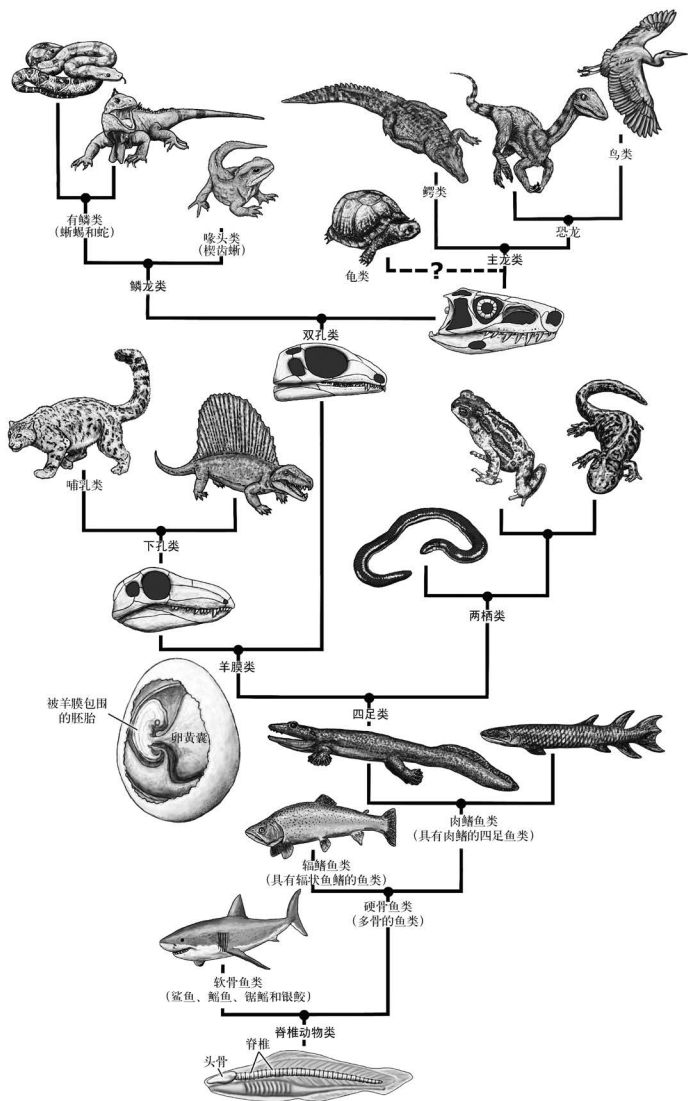 鸟类
有鳞类
(蜥蜴和蛇)
喙头类
(楔齿蜥)
鳄类
恐龙
龟类
?
主龙类
鳞龙类
双孔类
哺乳类
下孔类
两栖类
羊膜类
被羊膜包围
的胚胎
卵黄囊
四足类
肉鳍鱼类
(具有肉鳍的四足鱼类)
辐鳍鱼类
(具有辐状鱼鳍的鱼类)
硬骨鱼类
(多骨的鱼类)
软骨鱼类
(鲨鱼、鳐鱼、锯鳐和银鲛)
脊椎动物类
脊椎
头骨